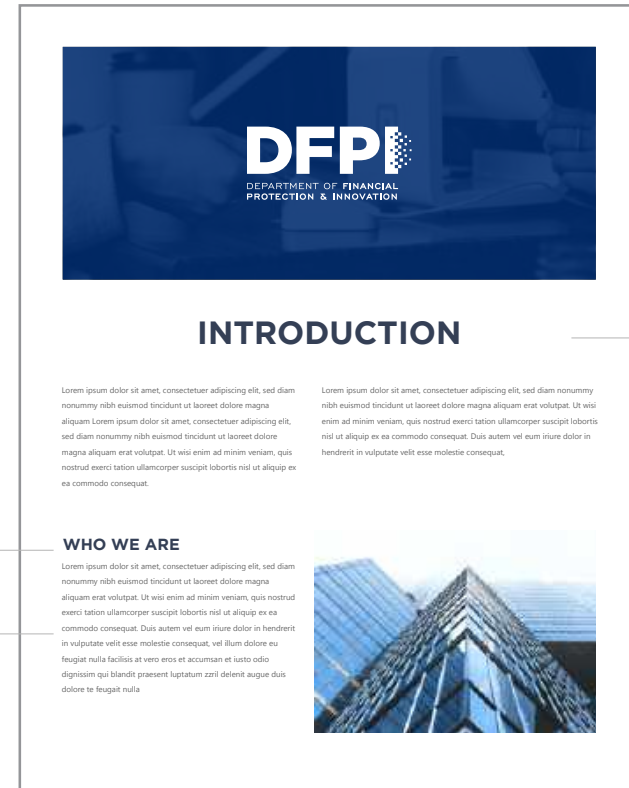 DFPI
DEPARTMENT OF FINANCIAL
PROTECTION & INNOVATION
INTRODUCTION
Lorem ipsum dolor sit amet, consectetuer adipiscing elit, sed diam
nonummy nibh euismod tincidunt ut laoreet dolore magna
aliquam Lorem ipsum dolor sit amet, consectetuer adipiscing elit,
sed diam nonummy nibh euismod tincidunt ut laoreet dolore
magna aliquam erat volutpat. Ut wisi enim ad minim veniam, quis
nostrud exerci tation ullamcorper suscipit lobortis nisl ut aliquip ex
ea commodo consequat.
Lorem ipsum dolor sit amet, consectetuer adipiscing elit, sed diam nonummy
nibh euismod tincidunt ut laoreet dolore magna aliquam erat volutpat. Ut wisi
enim ad minim veniam, quis nostrud exerci tation ullamcorper suscipit lobortis
nisl ut aliquip ex ea commodo consequat. Duis autem vel eum iriure dolor in
hendrerit in vulputate velit esse molestie consequat,
WHO WE ARE
Lorem ipsum dolor sit amet, consectetuer adipiscing elit, sed diam
nonummy nibh euismod tincidunt ut laoreet dolore magna
aliquam erat volutpat. Ut wisi enim ad minim veniam, quis nostrud
exerci tation ullamcorper suscipit lobortis nisl ut aliquip ex ea
commodo consequat. Duis autem vel eum iriure dolor in hendrerit
in vulputate velit esse molestie consequat, vel illum dolore eu
feugiat nulla facilisis at vero eros et accumsan et iusto odio
dignissim qui blandit praesent luptatum zzril delenit augue duis
dolore te feugait nulla